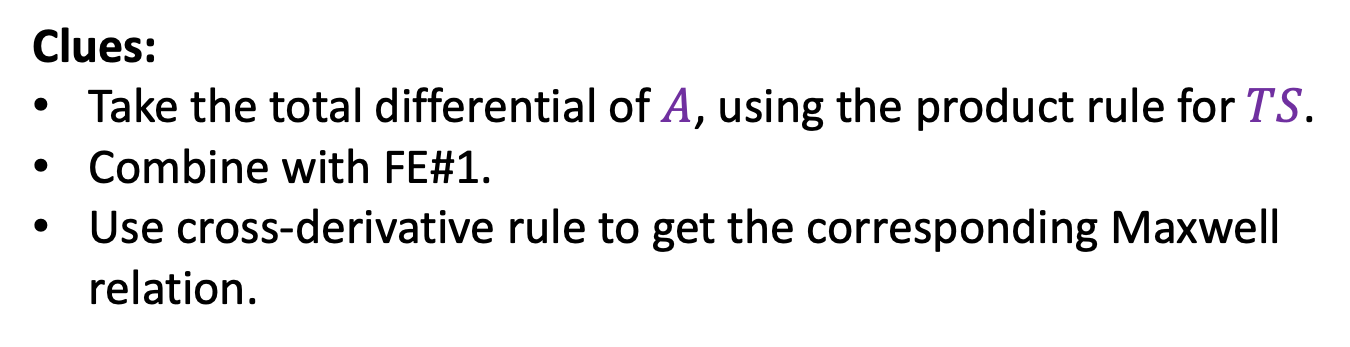 Clues:
• Take the total differential of A, using the product rule for TS.
• Combine with FE#1.
• Use cross-derivative rule to get the corresponding Maxwell
relation.